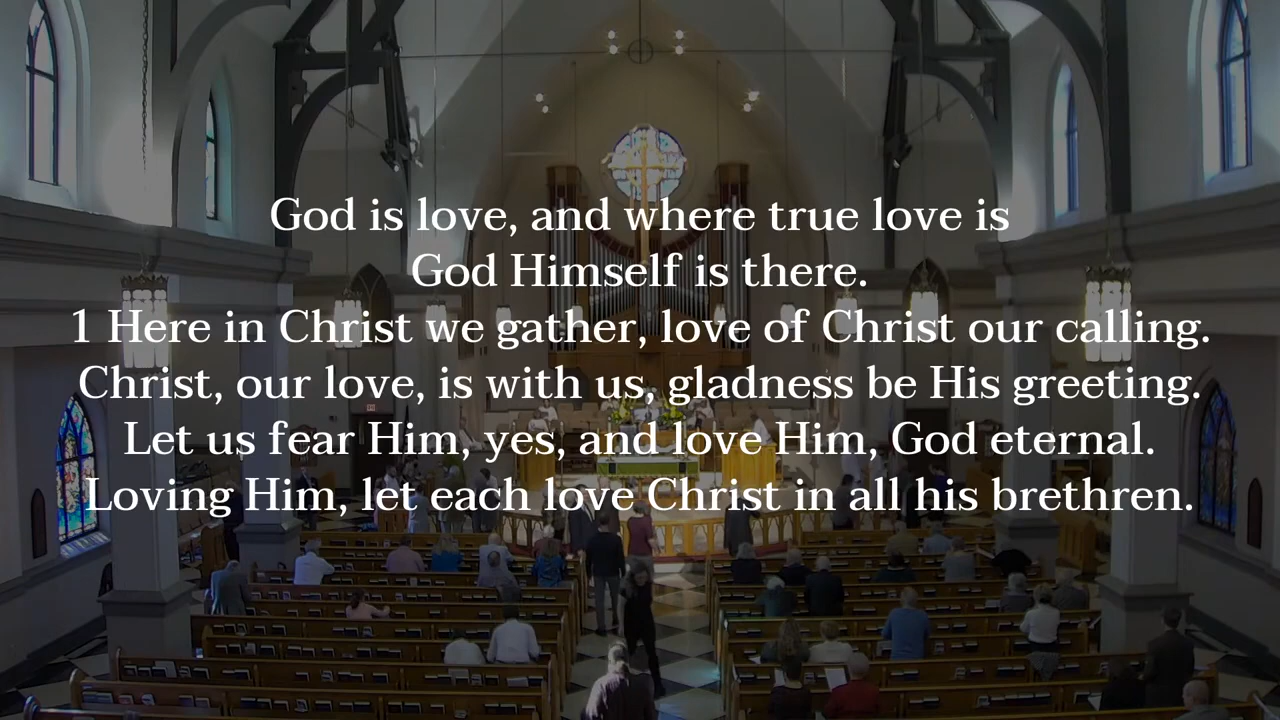 God is love, and where true love is
God Himself is there.
1 Here in Christ we gather, love of Christ our calling.
Christ, our love, is with us, gladness be His greeting.
Let us fear Him, yes, and love Him, God eternal.
Loving Him, let each love Christ in all his brethren.